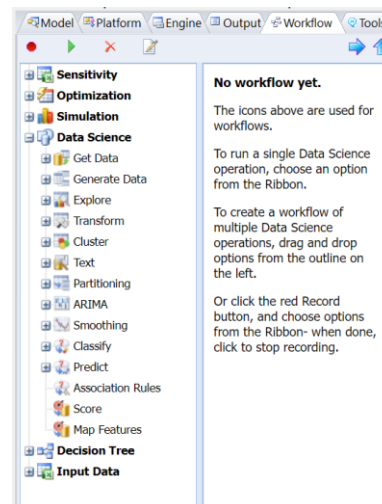 Model Platform Engine Output Workflow Tools
Sensitivity
Optimization
Simulation
Data Science
Get Data
Generate Data
Explore
Transform
Cluster
Text
Partitioning
ARIMA
Smoothing
Classify
Predict
Association Rules
Score
Map Features
Decision Tree
Input Data
No workflow yet.
The icons above are used for
workflows.
To run a single Data Science
operation, choose an option
from the Ribbon.
To create a workflow of
multiple Data Science
operations, drag and drop
options from the outline on
the left.
Or click the red Record
button, and choose options
from the Ribbon- when done,
click to stop recording.